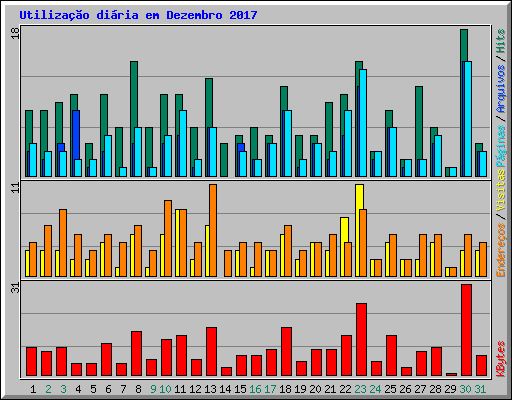 Utilização diária em Dezembro 2017
18
11
31
Endereços / Visitas Páginas / Arquivos / Hits
KBytes
1 2 3 4 5 6 7 8 9 10 11 12 13 14 15 16 17 18 19 20 21 22 23 24 25 26 27 28 29 30 31